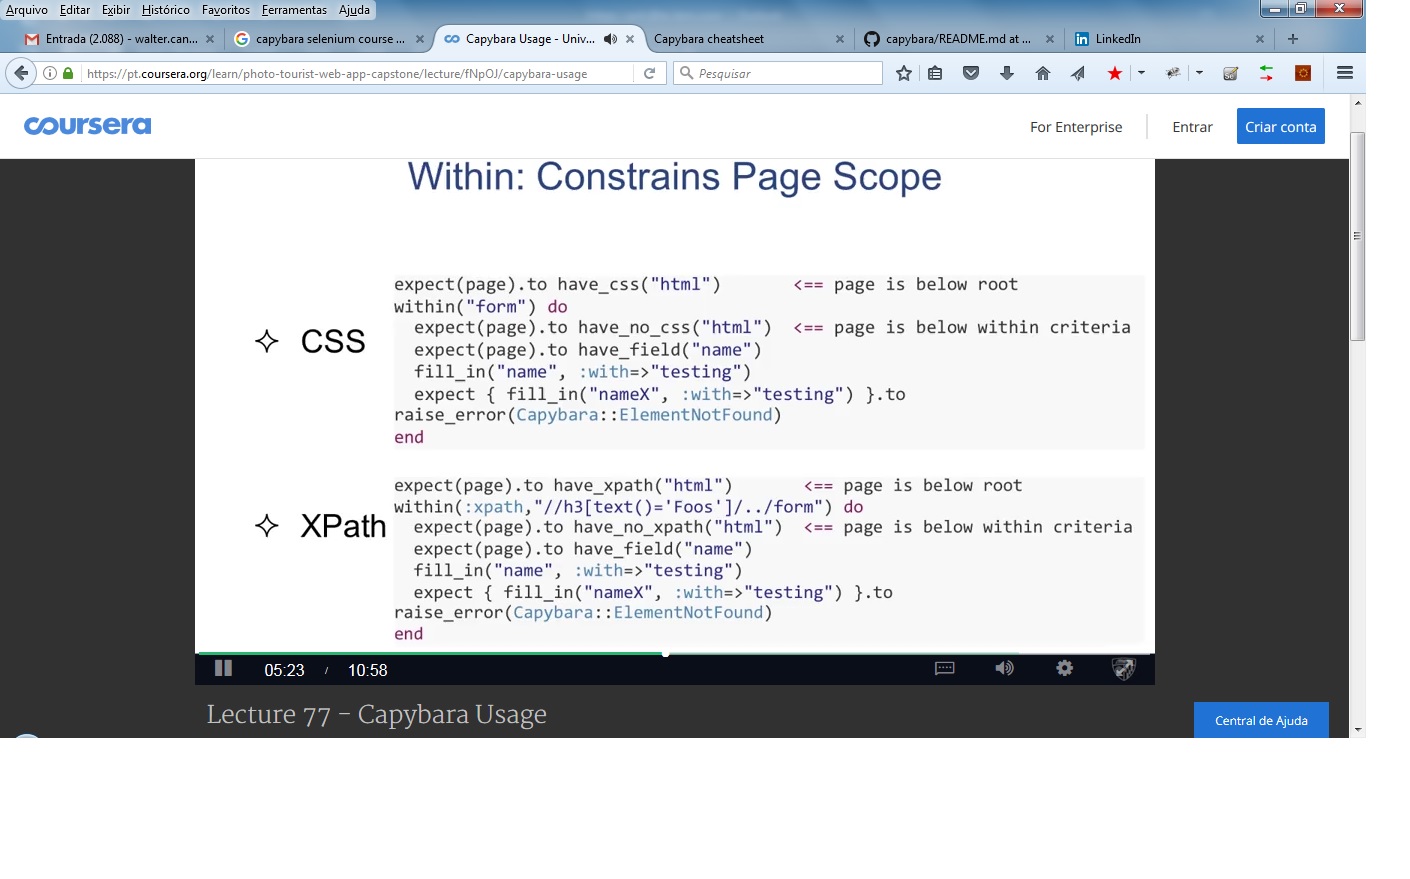 Arquivo Editar Exibir Histórico Favoritos Ferramentas Ajuda
Entrada (2.088) - walter.can...
capybara selenium course ...
Capybara Usage - Univ...
Capybara cheatsheet
capybara/README.md at ...
LinkedIn
https://pt.coursera.org/learn/photo-tourist-web-app-capstone/lecture/fNpOJ/capybara-usage
Pesquisar
coursera
For Enterprise
Entrar
Criar conta
Within: Constrains Page Scope
CSS
expect(page).to have_css("html") <== page is below root
within("form") do
expect(page).to have_no_css("html") <== page is below within criteria
expect(page).to have_field("name")
fill_in("name", :with=>"testing")
expect { fill_in("nameX", :with=>"testing") }.to
raise_error(Capybara::ElementNotFound)
end
XPath
expect(page).to have_xpath("html") <== page is below root
within(:xpath,"//h3[text()='Foos']/../form") do
expect(page).to have_no_xpath("html") <== page is below within criteria
expect(page).to have_field("name")
fill_in("name", :with=>"testing")
expect { fill_in("nameX", :with=>"testing") }.to
raise_error(Capybara::ElementNotFound)
end
05:23 / 10:58
Lecture 77 - Capybara Usage
Central de Ajuda